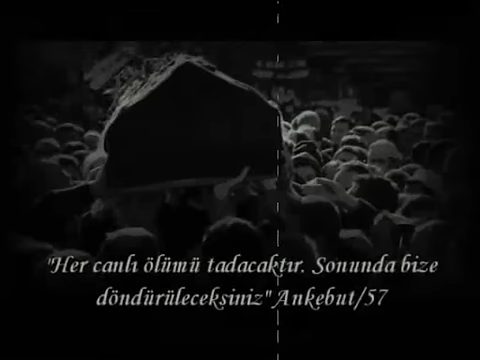 "Her canlı ölümü tadacaktır. Sonunda bize
döndürüleceksiniz" Ankebut/57